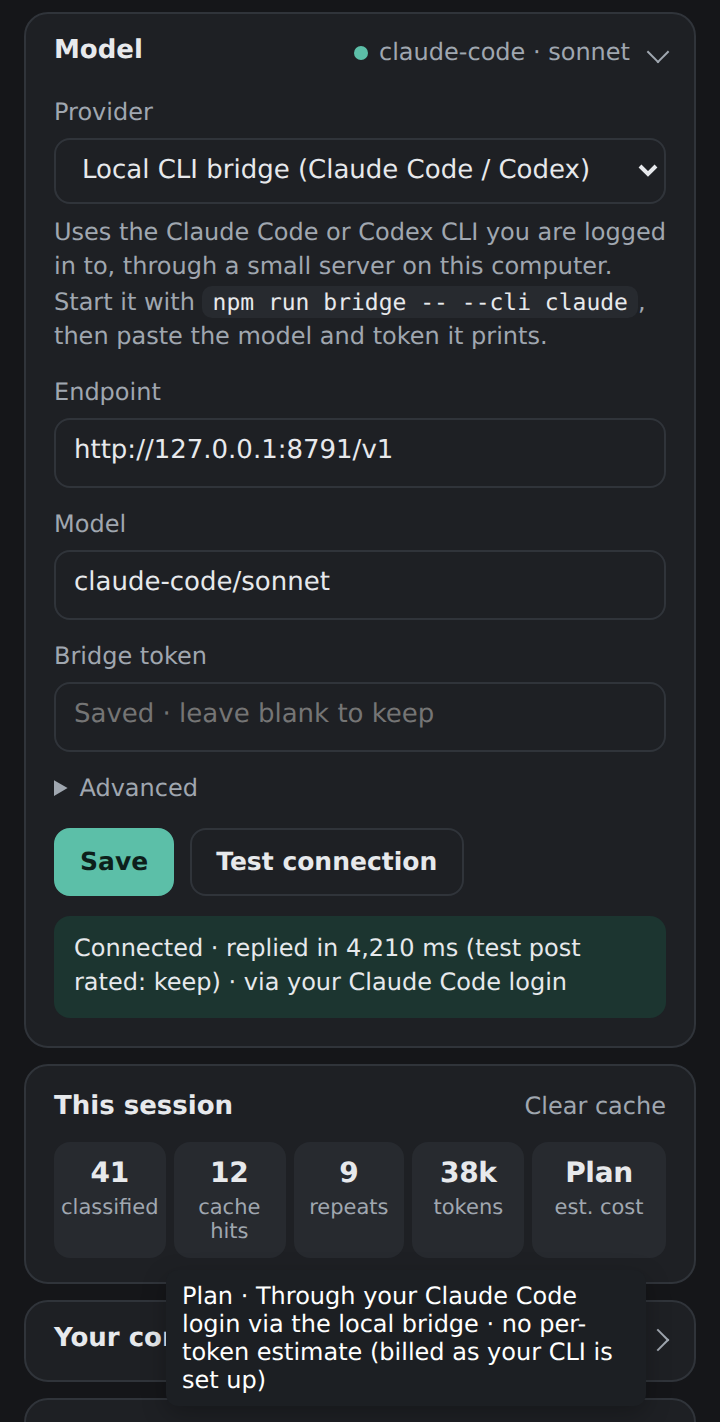 Model
claude-code · sonnet
Provider
Local CLI bridge (Claude Code / Codex)
Uses the Claude Code or Codex CLI you are logged
in to, through a small server on this computer.
Start it with npm run bridge -- --cli claude,
then paste the model and token it prints.
Endpoint
http://127.0.0.1:8791/v1
Model
claude-code/sonnet
Bridge token
Saved · leave blank to keep
Advanced
Save
Test connection
Connected · replied in 4,210 ms (test post
rated: keep) · via your Claude Code login
This session
Clear cache
41
classified
12
cache
hits
9
repeats
38k
tokens
Plan
est. cost
Plan · Through your Claude Code
login via the local bridge · no per-
token estimate (billed as your CLI is
set up)
Your